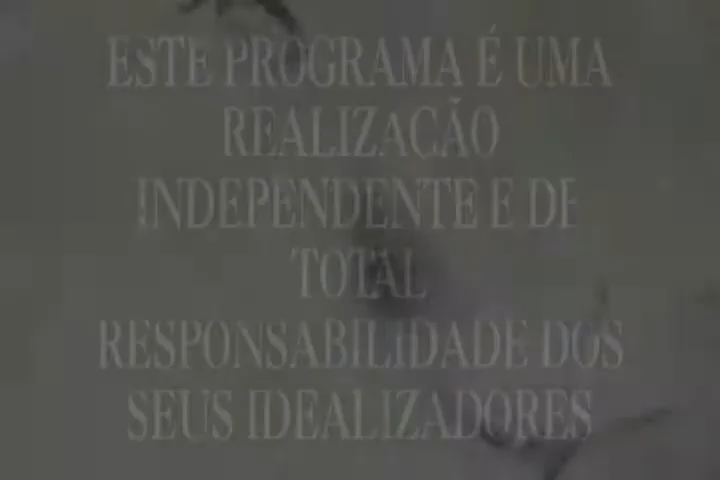 ESTE PROGRAMA É UMA
REALIZAÇÃO
INDEPENDENTE E DE
TOTAL
RESPONSABILIDADE DOS
SEUS IDEALIZADORES